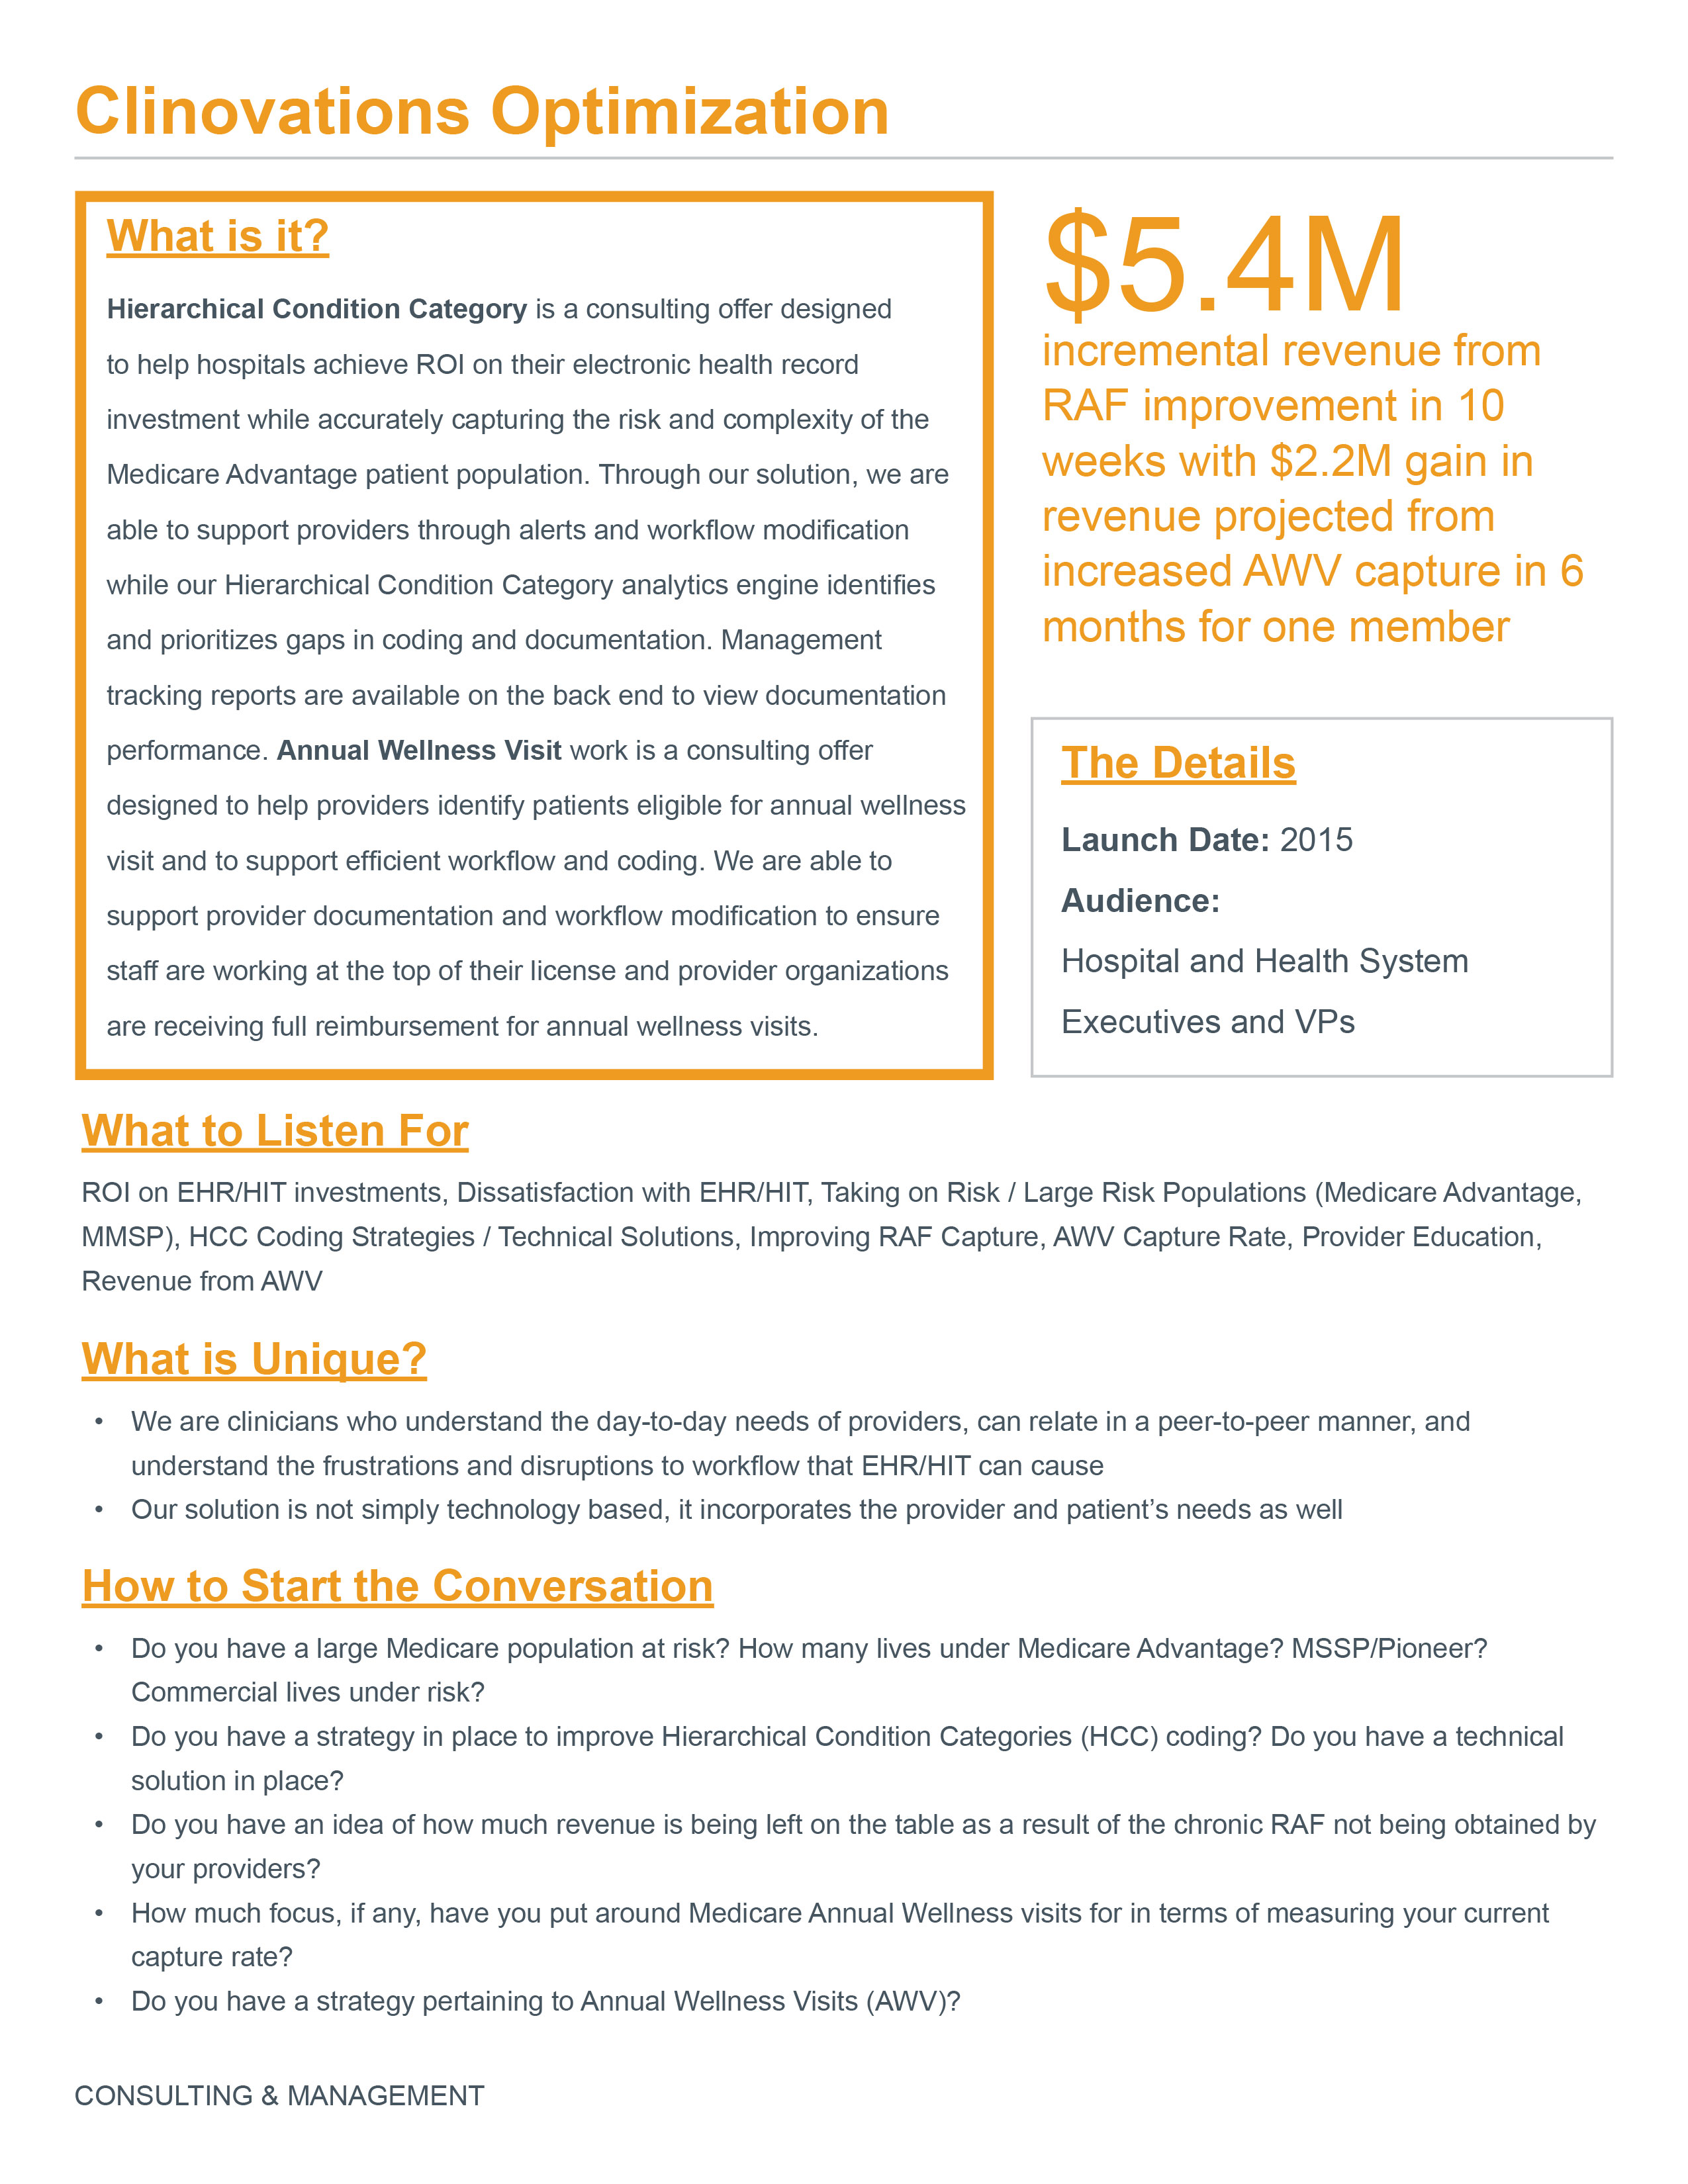 Clinovations Optimization
What is it?
Hierarchical Condition Category is a consulting offer designed
to help hospitals achieve ROI on their electronic health record
investment while accurately capturing the risk and complexity of the
Medicare Advantage patient population. Through our solution, we are
able to support providers through alerts and workflow modification
while our Hierarchical Condition Category analytics engine identifies
and prioritizes gaps in coding and documentation. Management
tracking reports are available on the back end to view documentation
performance. Annual Wellness Visit work is a consulting offer
designed to help providers identify patients eligible for annual wellness
visit and to support efficient workflow and coding. We are able to
support provider documentation and workflow modification to ensure
staff are working at the top of their license and provider organizations
are receiving full reimbursement for annual wellness visits.
$5.4M
incremental revenue from
RAF improvement in 10
weeks with $2.2M gain in
revenue projected from
increased AWV capture in 6
months for one member
The Details
Launch Date: 2015
Audience:
Hospital and Health System
Executives and VPs
What to Listen For
ROI on EHR/HIT investments, Dissatisfaction with EHR/HIT, Taking on Risk / Large Risk Populations (Medicare Advantage,
MMSP), HCC Coding Strategies / Technical Solutions, Improving RAF Capture, AWV Capture Rate, Provider Education,
Revenue from AWV
What is Unique?
• We are clinicians who understand the day-to-day needs of providers, can relate in a peer-to-peer manner, and
understand the frustrations and disruptions to workflow that EHR/HIT can cause
• Our solution is not simply technology based, it incorporates the provider and patient’s needs as well
How to Start the Conversation
• Do you have a large Medicare population at risk? How many lives under Medicare Advantage? MSSP/Pioneer?
Commercial lives under risk?
• Do you have a strategy in place to improve Hierarchical Condition Categories (HCC) coding? Do you have a technical
solution in place?
• Do you have an idea of how much revenue is being left on the table as a result of the chronic RAF not being obtained by
your providers?
• How much focus, if any, have you put around Medicare Annual Wellness visits for in terms of measuring your current
capture rate?
• Do you have a strategy pertaining to Annual Wellness Visits (AWV)?
CONSULTING & MANAGEMENT